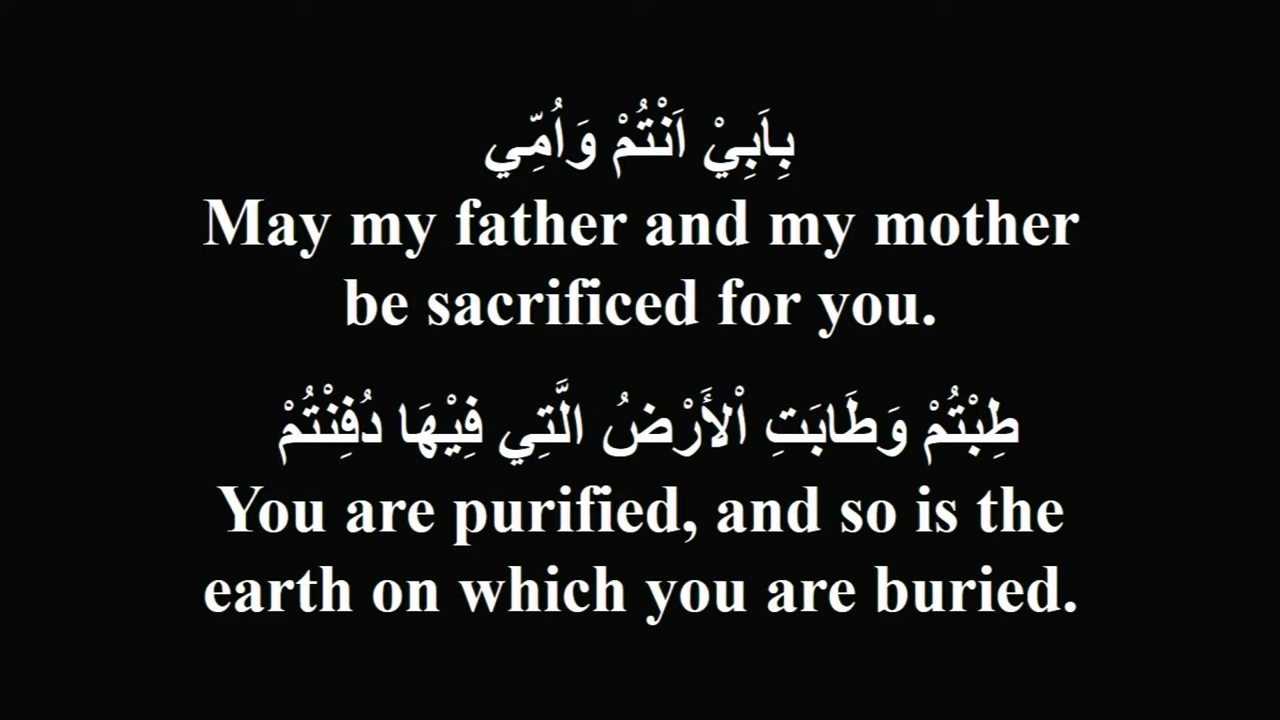 بِاَبِيْ اَنْتُمْ وَاُمِّي
May my father and my mother
be sacrificed for you.
طِبْتُمْ وَطَابَتِ اْلأَرْضُ الَّتِي فِيْهَا دُفِنْتُمْ
You are purified, and so is the
earth on which you are buried.